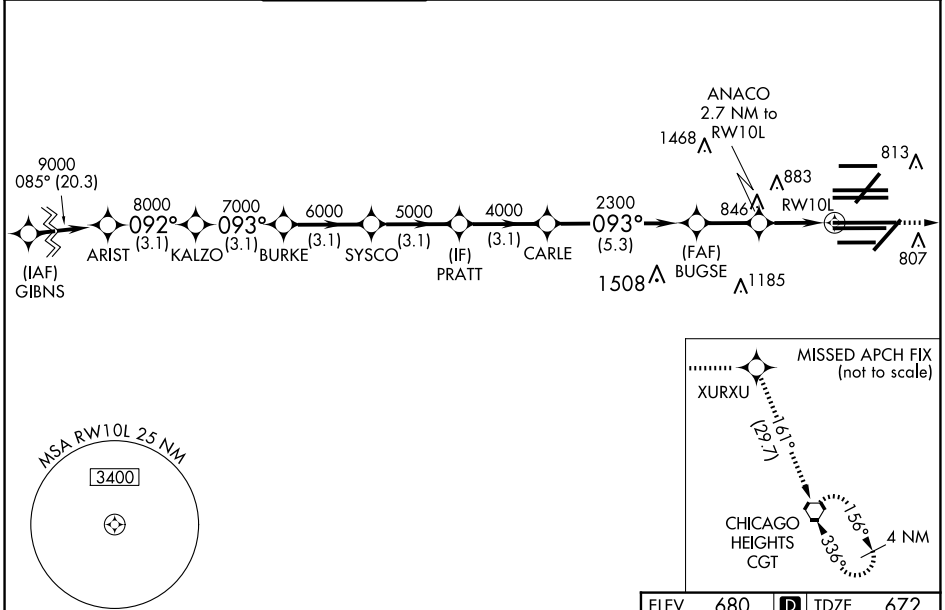 ANACO
2.7 NM to
RW10L
1468
813
883
846
RW10L
807
9000
085° (20.3)
8000
092°
(3.1)
7000
093°
(3.1)
6000
(3.1)
5000
(3.1)
4000
(3.1)
2300
093°
(5.3)
(IAF)
GIBNS
ARIST
KALZO
BURKE
SYSCO
(IF)
PRATT
CARLE
(FAF)
BUGSE
1508
1185
MISSED APCH FIX
(not to scale)
XURXU
161°
(29.7)
CHICAGO
HEIGHTS
CGT
156°
336°
4 NM
MSA RW10L 25 NM
3400
ELEV 680 D TDZE 672